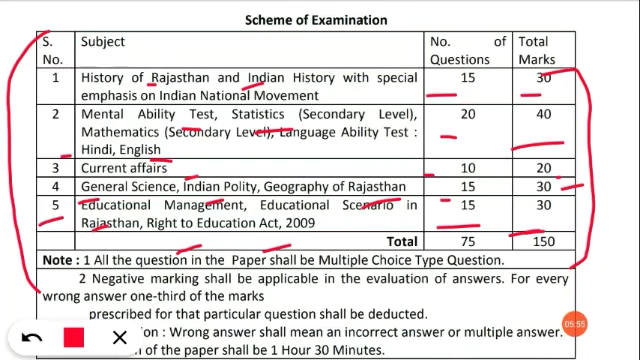 Scheme of Examination
S. No. Subject No. of Questions Total Marks
1 History of Rajasthan and Indian History with special emphasis on Indian National Movement 15 30
2 Mental Ability Test, Statistics (Secondary Level), Mathematics (Secondary Level), Language Ability Test : Hindi, English 20 40
3 Current affairs 10 20
4 General Science, Indian Polity, Geography of Rajasthan 15 30
5 Educational Management, Educational Scenario in Rajasthan, Right to Education Act, 2009 15 30
Total 75 150
Note : 1 All the question in the Paper shall be Multiple Choice Type Question.
2 Negative marking shall be applicable in the evaluation of answers. For every
wrong answer one-third of the marks
prescribed for that particular question shall be deducted.
: Wrong answer shall mean an incorrect answer or multiple answer.
of the paper shall be 1 Hour 30 Minutes.
05:55